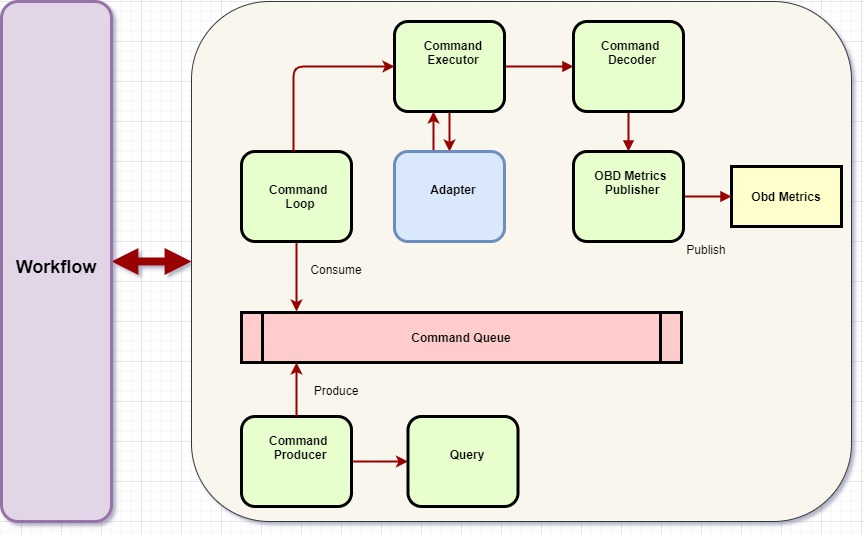 Command
Executor
Command
Decoder
Command
Loop
Adapter
OBD Metrics
Publisher
Obd Metrics
Publish
Workflow
Consume
Command Queue
Produce
Command
Producer
Query